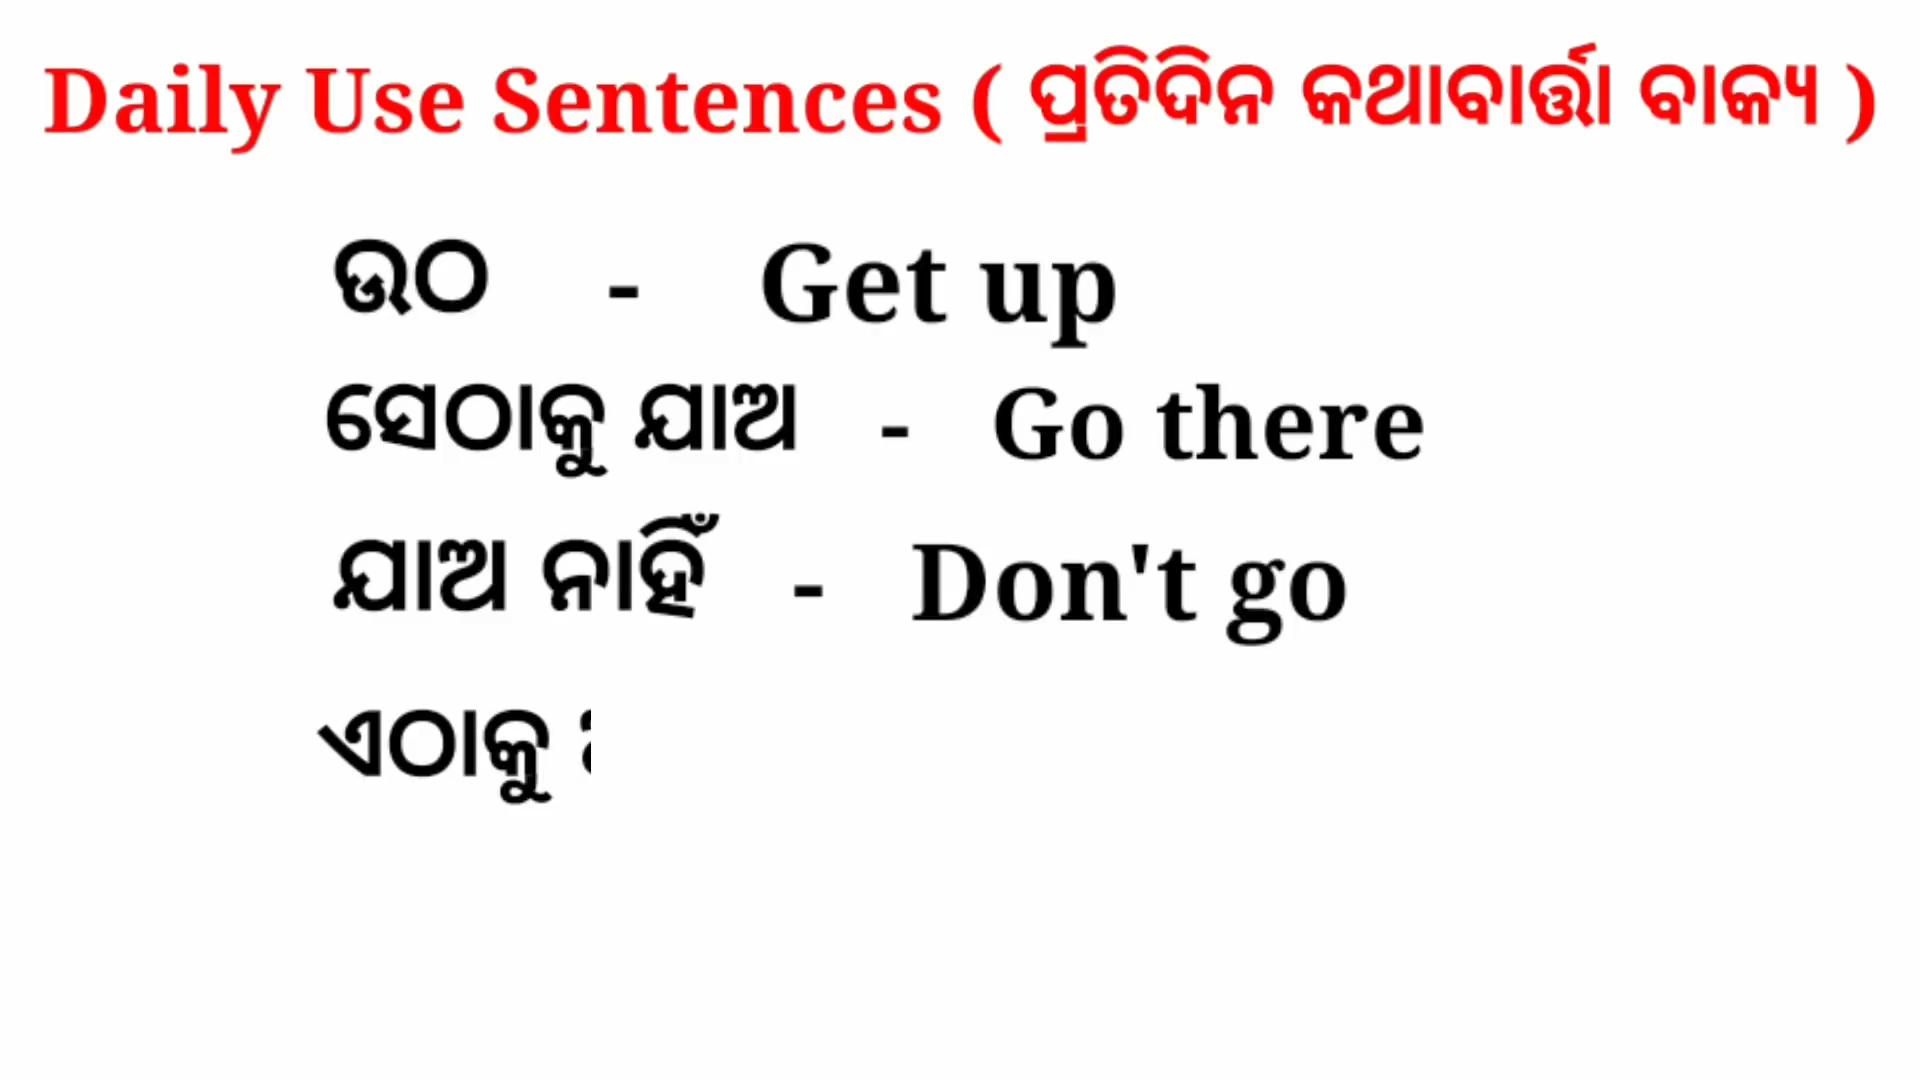 Daily Use Sentences ( ପ୍ରତିଦିନ କଥାବାର୍ତ୍ତା ବାକ୍ୟ )
ଉଠ - Get up
ସେଠାକୁ ଯାଅ - Go there
ଯାଅ ନାହିଁ - Don't go
ଏଠାକୁ